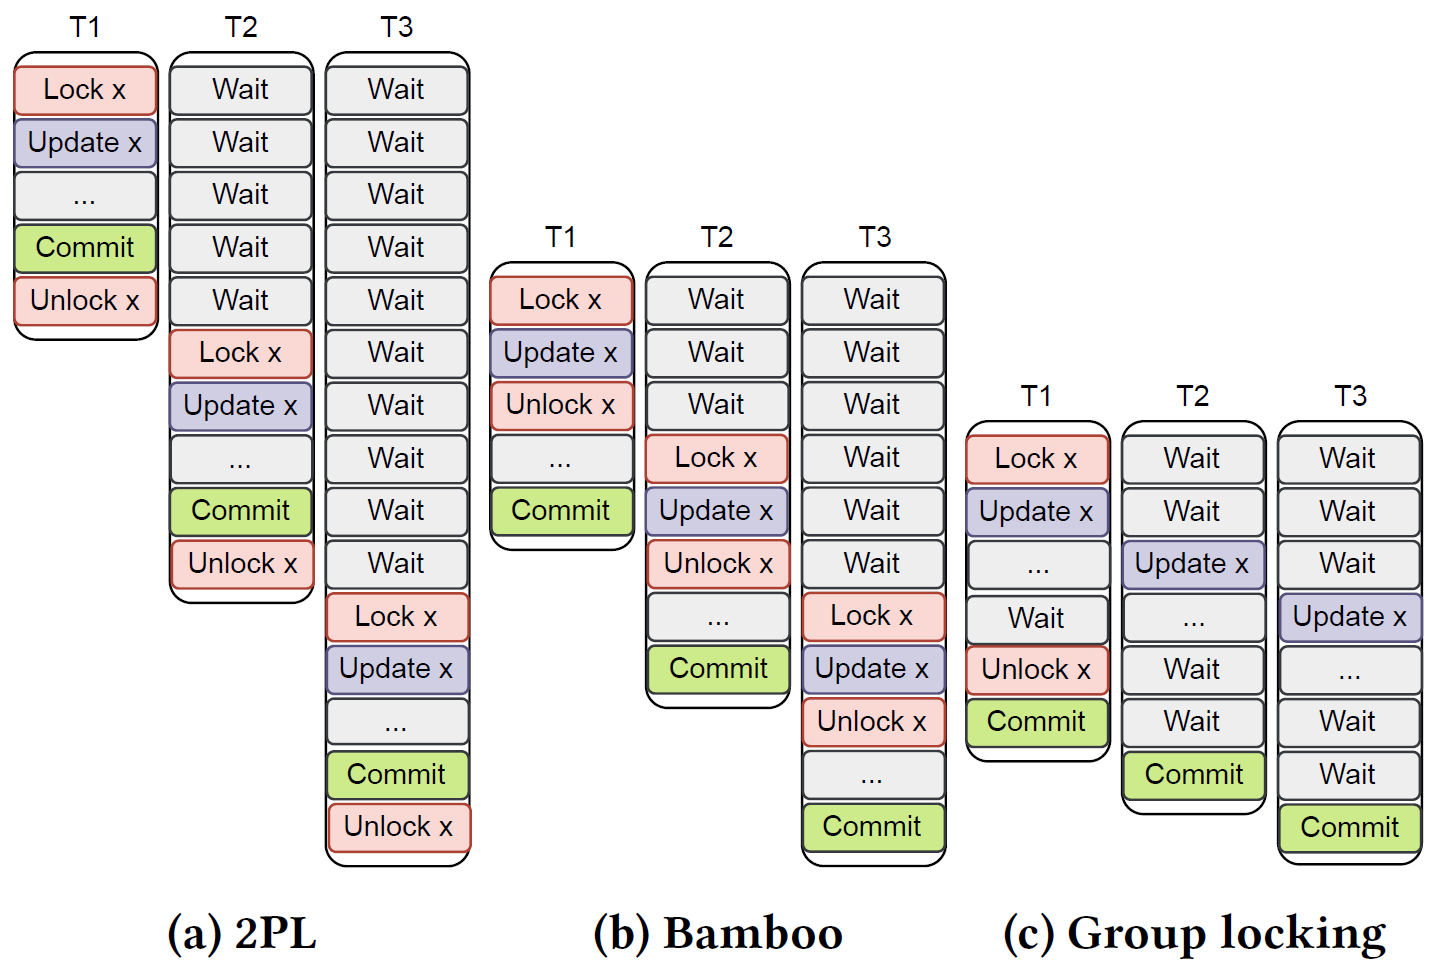 T1
Lock x
Update x
...
Commit
Unlock x
T2
Wait
Wait
Wait
Wait
Wait
Lock x
Update x
...
Commit
Unlock x
T3
Wait
Wait
Wait
Wait
Wait
Wait
Wait
Wait
Wait
Wait
Lock x
Update x
...
Commit
Unlock x
(a) 2PL
T1
Lock x
Update x
Unlock x
...
Commit
T2
Wait
Wait
Wait
Lock x
Update x
Unlock x
...
Commit
T3
Wait
Wait
Wait
Wait
Wait
Wait
Lock x
Update x
Unlock x
...
Commit
(b) Bamboo
T1
Lock x
Update x
...
Wait
Unlock x
Commit
T2
Wait
Wait
Update x
...
Wait
Wait
Commit
T3
Wait
Wait
Wait
Update x
...
Wait
Wait
Commit
(c) Group locking